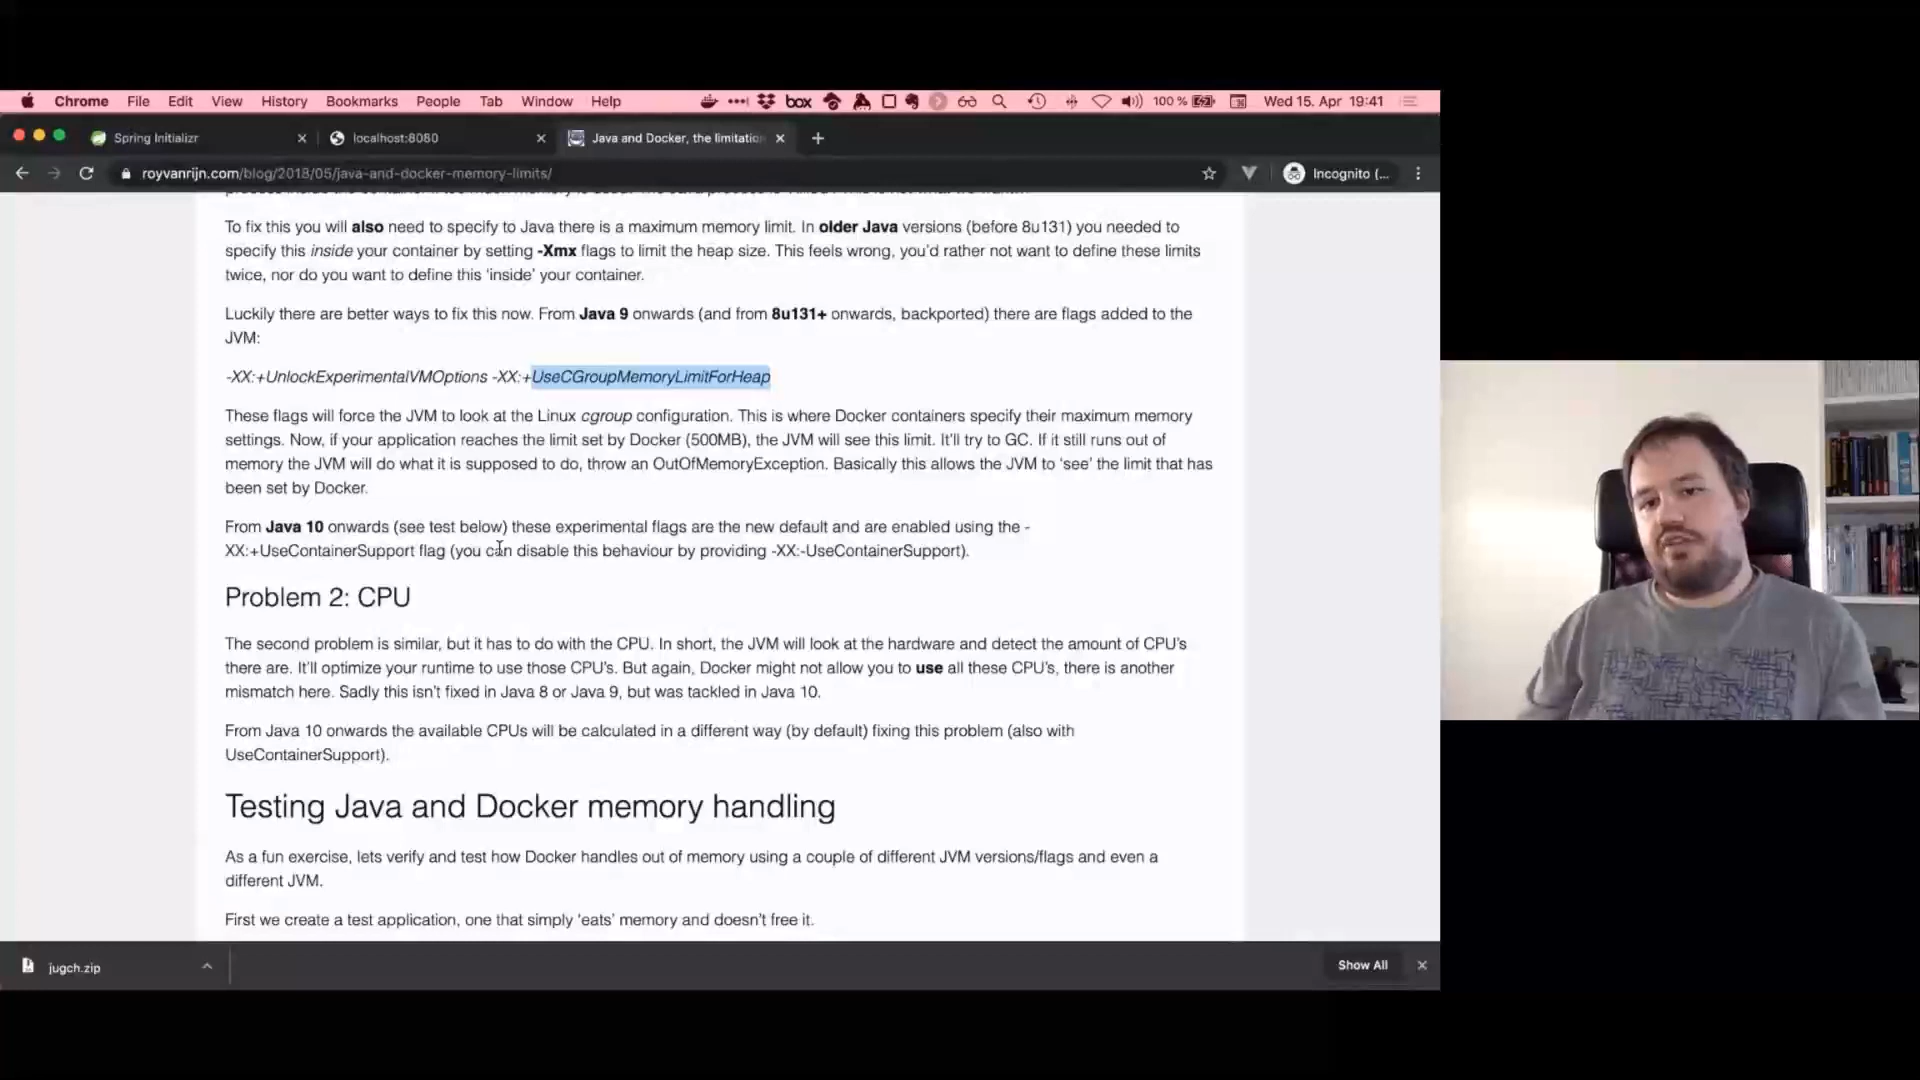 Chrome File Edit View History Bookmarks People Tab Window Help box 100 % Wed 15. Apr 19:41
Spring Initializr localhost:8080 Java and Docker, the limitatio
royvanrijn.com/blog/2018/05/java-and-docker-memory-limits/ Incognito (...
To fix this you will also need to specify to Java there is a maximum memory limit. In older Java versions (before 8u131) you needed to
specify this inside your container by setting -Xmx flags to limit the heap size. This feels wrong, you'd rather not want to define these limits
twice, nor do you want to define this 'inside' your container.
Luckily there are better ways to fix this now. From Java 9 onwards (and from 8u131+ onwards, backported) there are flags added to the
JVM:
-XX:+UnlockExperimentalVMOptions -XX:+UseCGroupMemoryLimitForHeap
These flags will force the JVM to look at the Linux cgroup configuration. This is where Docker containers specify their maximum memory
settings. Now, if your application reaches the limit set by Docker (500MB), the JVM will see this limit. It'll try to GC. If it still runs out of
memory the JVM will do what it is supposed to do, throw an OutOfMemoryException. Basically this allows the JVM to 'see' the limit that has
been set by Docker.
From Java 10 onwards (see test below) these experimental flags are the new default and are enabled using the -
XX:+UseContainerSupport flag (you can disable this behaviour by providing -XX:-UseContainerSupport).
Problem 2: CPU
The second problem is similar, but it has to do with the CPU. In short, the JVM will look at the hardware and detect the amount of CPU's
there are. It'll optimize your runtime to use those CPU's. But again, Docker might not allow you to use all these CPU's, there is another
mismatch here. Sadly this isn't fixed in Java 8 or Java 9, but was tackled in Java 10.
From Java 10 onwards the available CPUs will be calculated in a different way (by default) fixing this problem (also with
UseContainerSupport).
Testing Java and Docker memory handling
As a fun exercise, lets verify and test how Docker handles out of memory using a couple of different JVM versions/flags and even a
different JVM.
First we create a test application, one that simply 'eats' memory and doesn't free it.
jugch.zip Show All